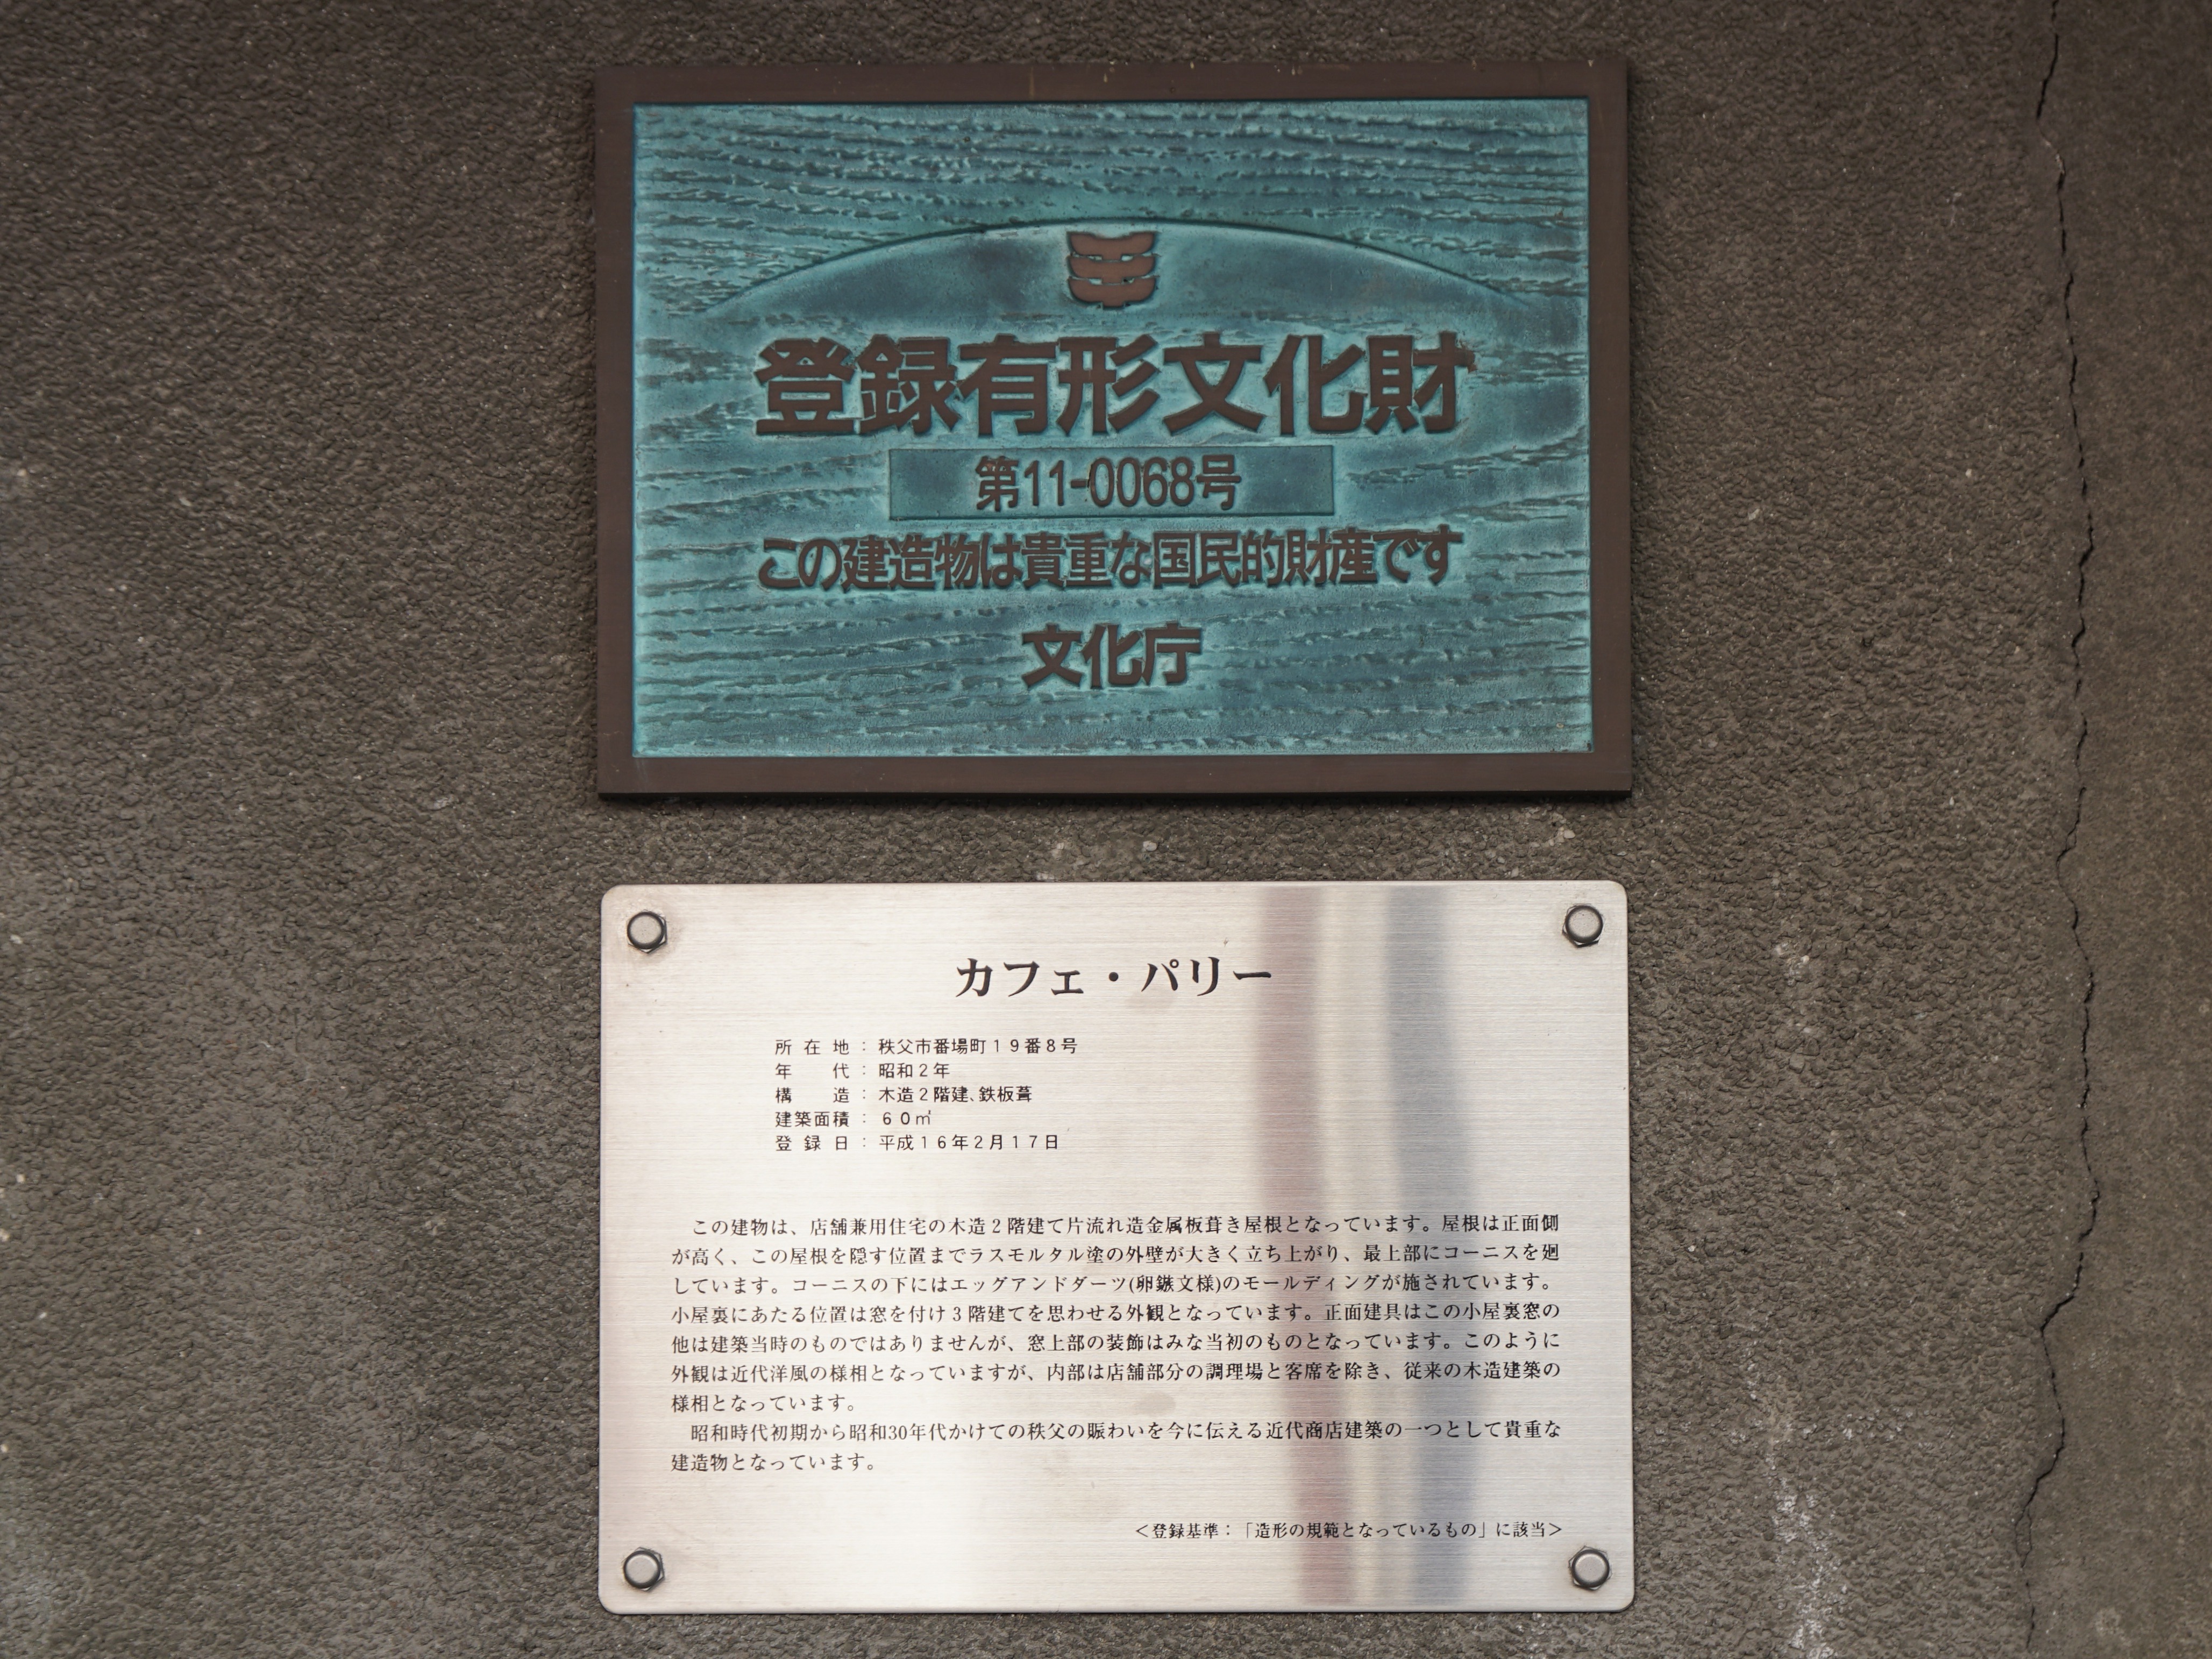 登録有形文化財
第11-0068号
この建造物は貴重な国民的財産です
文化庁
カフェ・パリー
所在地：秩父市番場町１９番８号
年　代：昭和２年
構　造：木造２階建、鉄板葺
建築面積：６０㎡
登録日：平成１６年２月１７日
この建物は、店舗兼用住宅の木造２階建て片流れ造金属板葺き屋根となっています。屋根は正面側
が高く、この屋根を隠す位置までラスモルタル塗の外壁が大きく立ち上がり、最上部にコーニスを廻
しています。コーニスの下にはエッグアンドダーツ(卵鏃文様)のモールディングが施されています。
小屋裏にあたる位置は窓を付け３階建てを思わせる外観となっています。正面建具はこの小屋裏窓の
他は建築当時のものではありませんが、窓上部の装飾はみな当初のものとなっています。このように
外観は近代洋風の様相となっていますが、内部は店舗部分の調理場と客席を除き、従来の木造建築の
様相となっています。
昭和時代初期から昭和30年代かけての秩父の賑わいを今に伝える近代商店建築の一つとして貴重な
建造物となっています。
＜登録基準：「造形の規範となっているもの」に該当＞